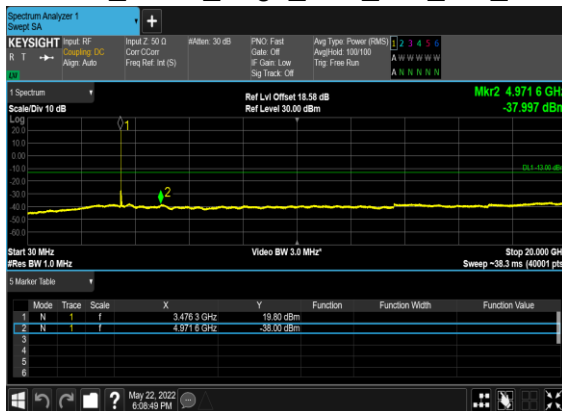 Spectrum Analyzer 1
Swept SA
KEYSIGHT
R T
Input: RF
Coupling: DC
Align: Auto
Input Z: 50 Ω
Corr CCorr
Freq Ref: Int (S)
#Atten: 30 dB
PNO: Fast
Gate: Off
IF Gain: Low
Sig Track: Off
Avg Type: Power (RMS)
Avg|Hold: 100/100
Trig: Free Run
1 2 3 4 5 6
A W W W W W
A N N N N N
1 Spectrum
Scale/Div 10 dB
Log
Ref Lvl Offset 18.58 dB
Ref Level 30.00 dBm
Mkr2 4.971 6 GHz
-37.997 dBm
20.0
10.0
0.00
-10.0
-20.0
-30.0
-40.0
-50.0
-60.0
1
2
DL1 -13.00 dBm
Start 30 MHz
#Res BW 1.0 MHz
Video BW 3.0 MHz*
Stop 20.000 GHz
Sweep ~38.3 ms (40001 pts)
5 Marker Table
Mode Trace Scale X Y Function Function Width Function Value
1 N 1 f 3.476 3 GHz 19.80 dBm
2 N 1 f 4.971 6 GHz -38.00 dBm
3
4
5
6
?
May 22, 2022
6:08:49 PM